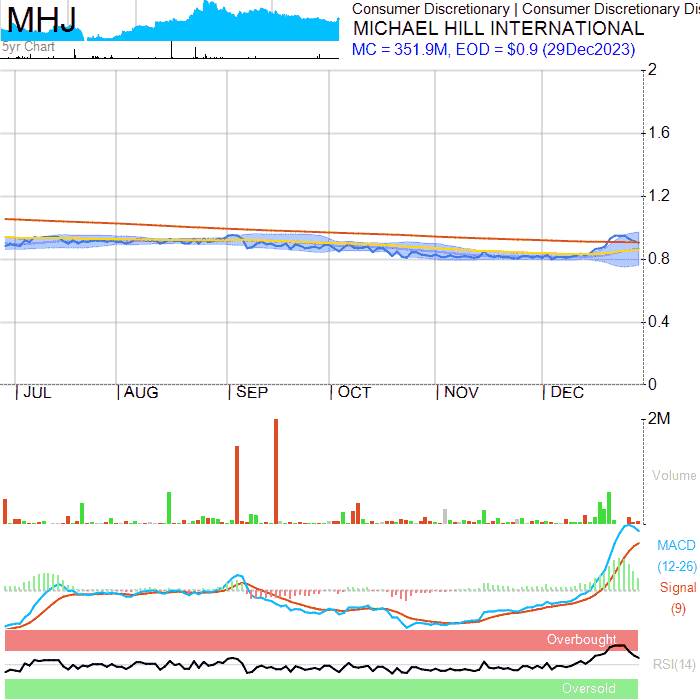 MHJ
5yr Chart
Consumer Discretionary | Consumer Discretionary Dis
MICHAEL HILL INTERNATIONAL
MC = 351.9M, EOD = $0.9 (29Dec2023)
2
1.6
1.2
0.8
0.4
0
| JUL | AUG | SEP | OCT | NOV | DEC
2M
Volume
MACD
(12-26)
Signal
(9)
Overbought
RSI(14)
Oversold